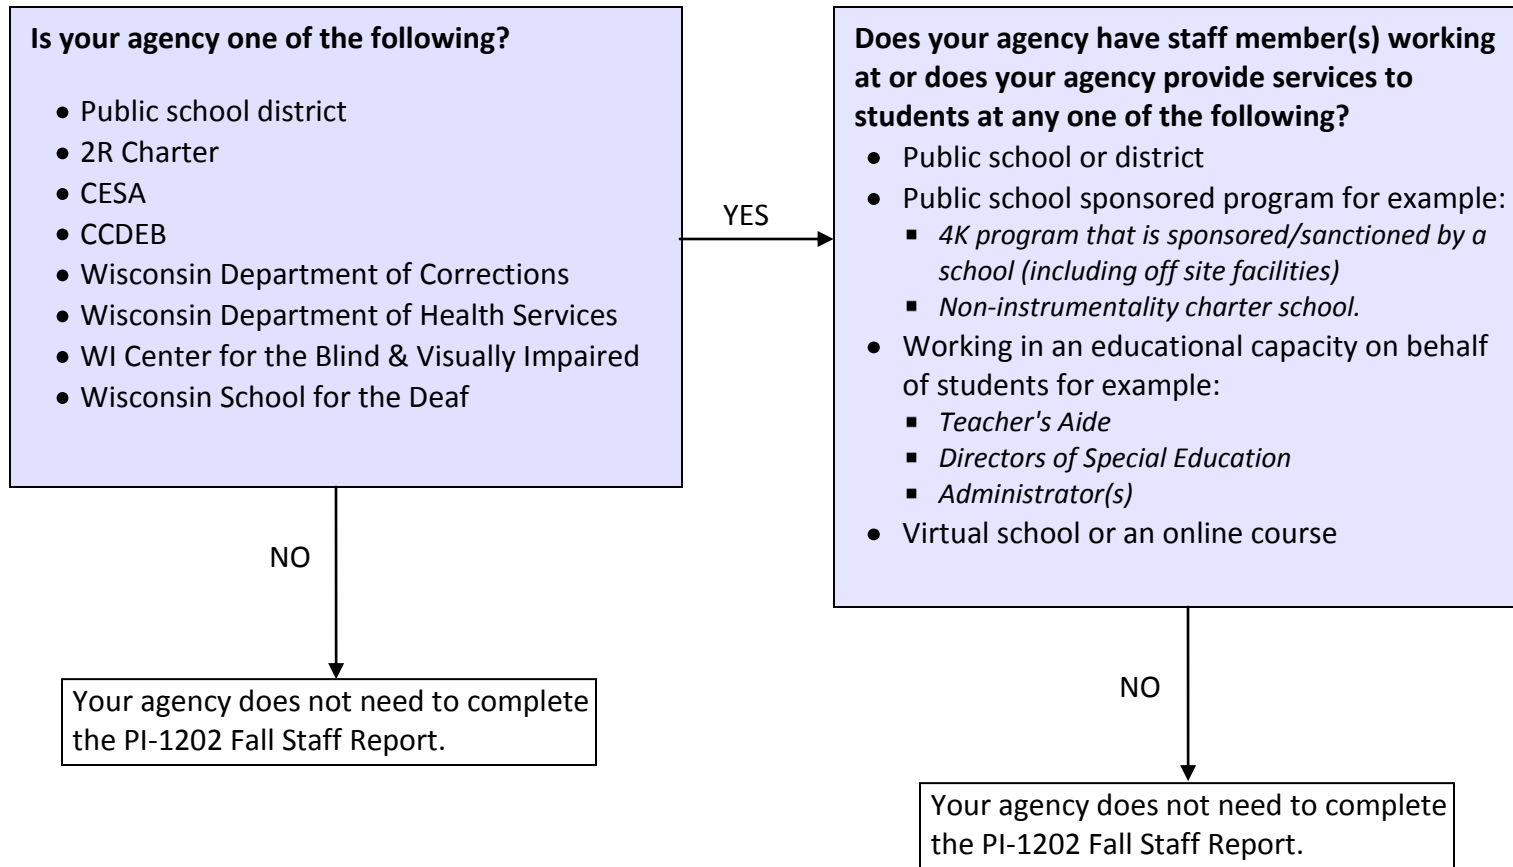 Is your agency one of the following?
• Public school district
• 2R Charter
• CESA
• CCDEB
• Wisconsin Department of Corrections
• Wisconsin Department of Health Services
• WI Center for the Blind & Visually Impaired
• Wisconsin School for the Deaf
YES
Does your agency have staff member(s) working
at or does your agency provide services to
students at any one of the following?
• Public school or district
• Public school sponsored program for example:
▪ 4K program that is sponsored/sanctioned by a
school (including off site facilities)
▪ Non-instrumentality charter school.
• Working in an educational capacity on behalf
of students for example:
▪ Teacher's Aide
▪ Directors of Special Education
▪ Administrator(s)
• Virtual school or an online course
NO
Your agency does not need to complete
the PI-1202 Fall Staff Report.
NO
Your agency does not need to complete
the PI-1202 Fall Staff Report.